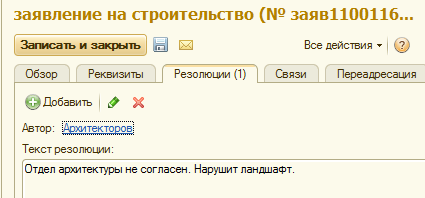 заявление на строительство (№ заяв1100116...
Записать и закрыть Все действия
Обзор Реквизиты Резолюции (1) Связи Переадресация
Добавить
Автор: Архитекторов
Текст резолюции:
Отдел архитектуры не согласен. Нарушит ландшафт.